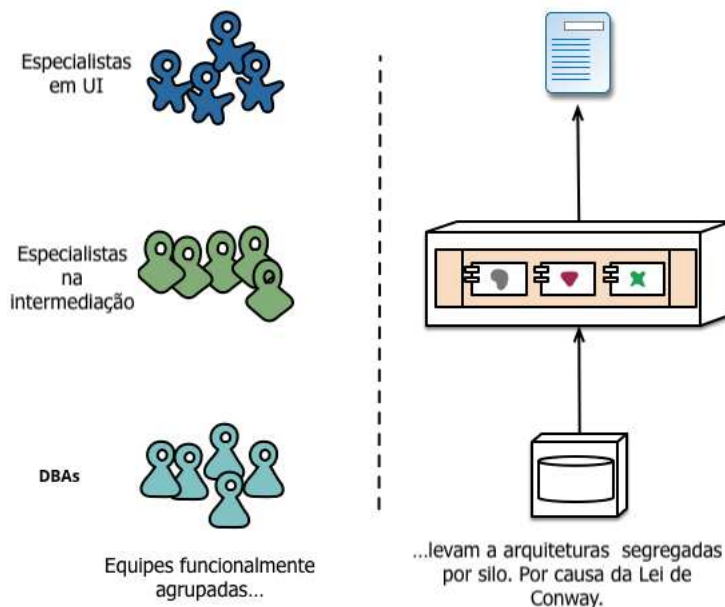 Especialistas
em UI
Especialistas
na
intermediação
DBAs
Equipes funcionalmente
agrupadas...
...levam a arquiteturas segregadas
por silo. Por causa da Lei de
Conway.